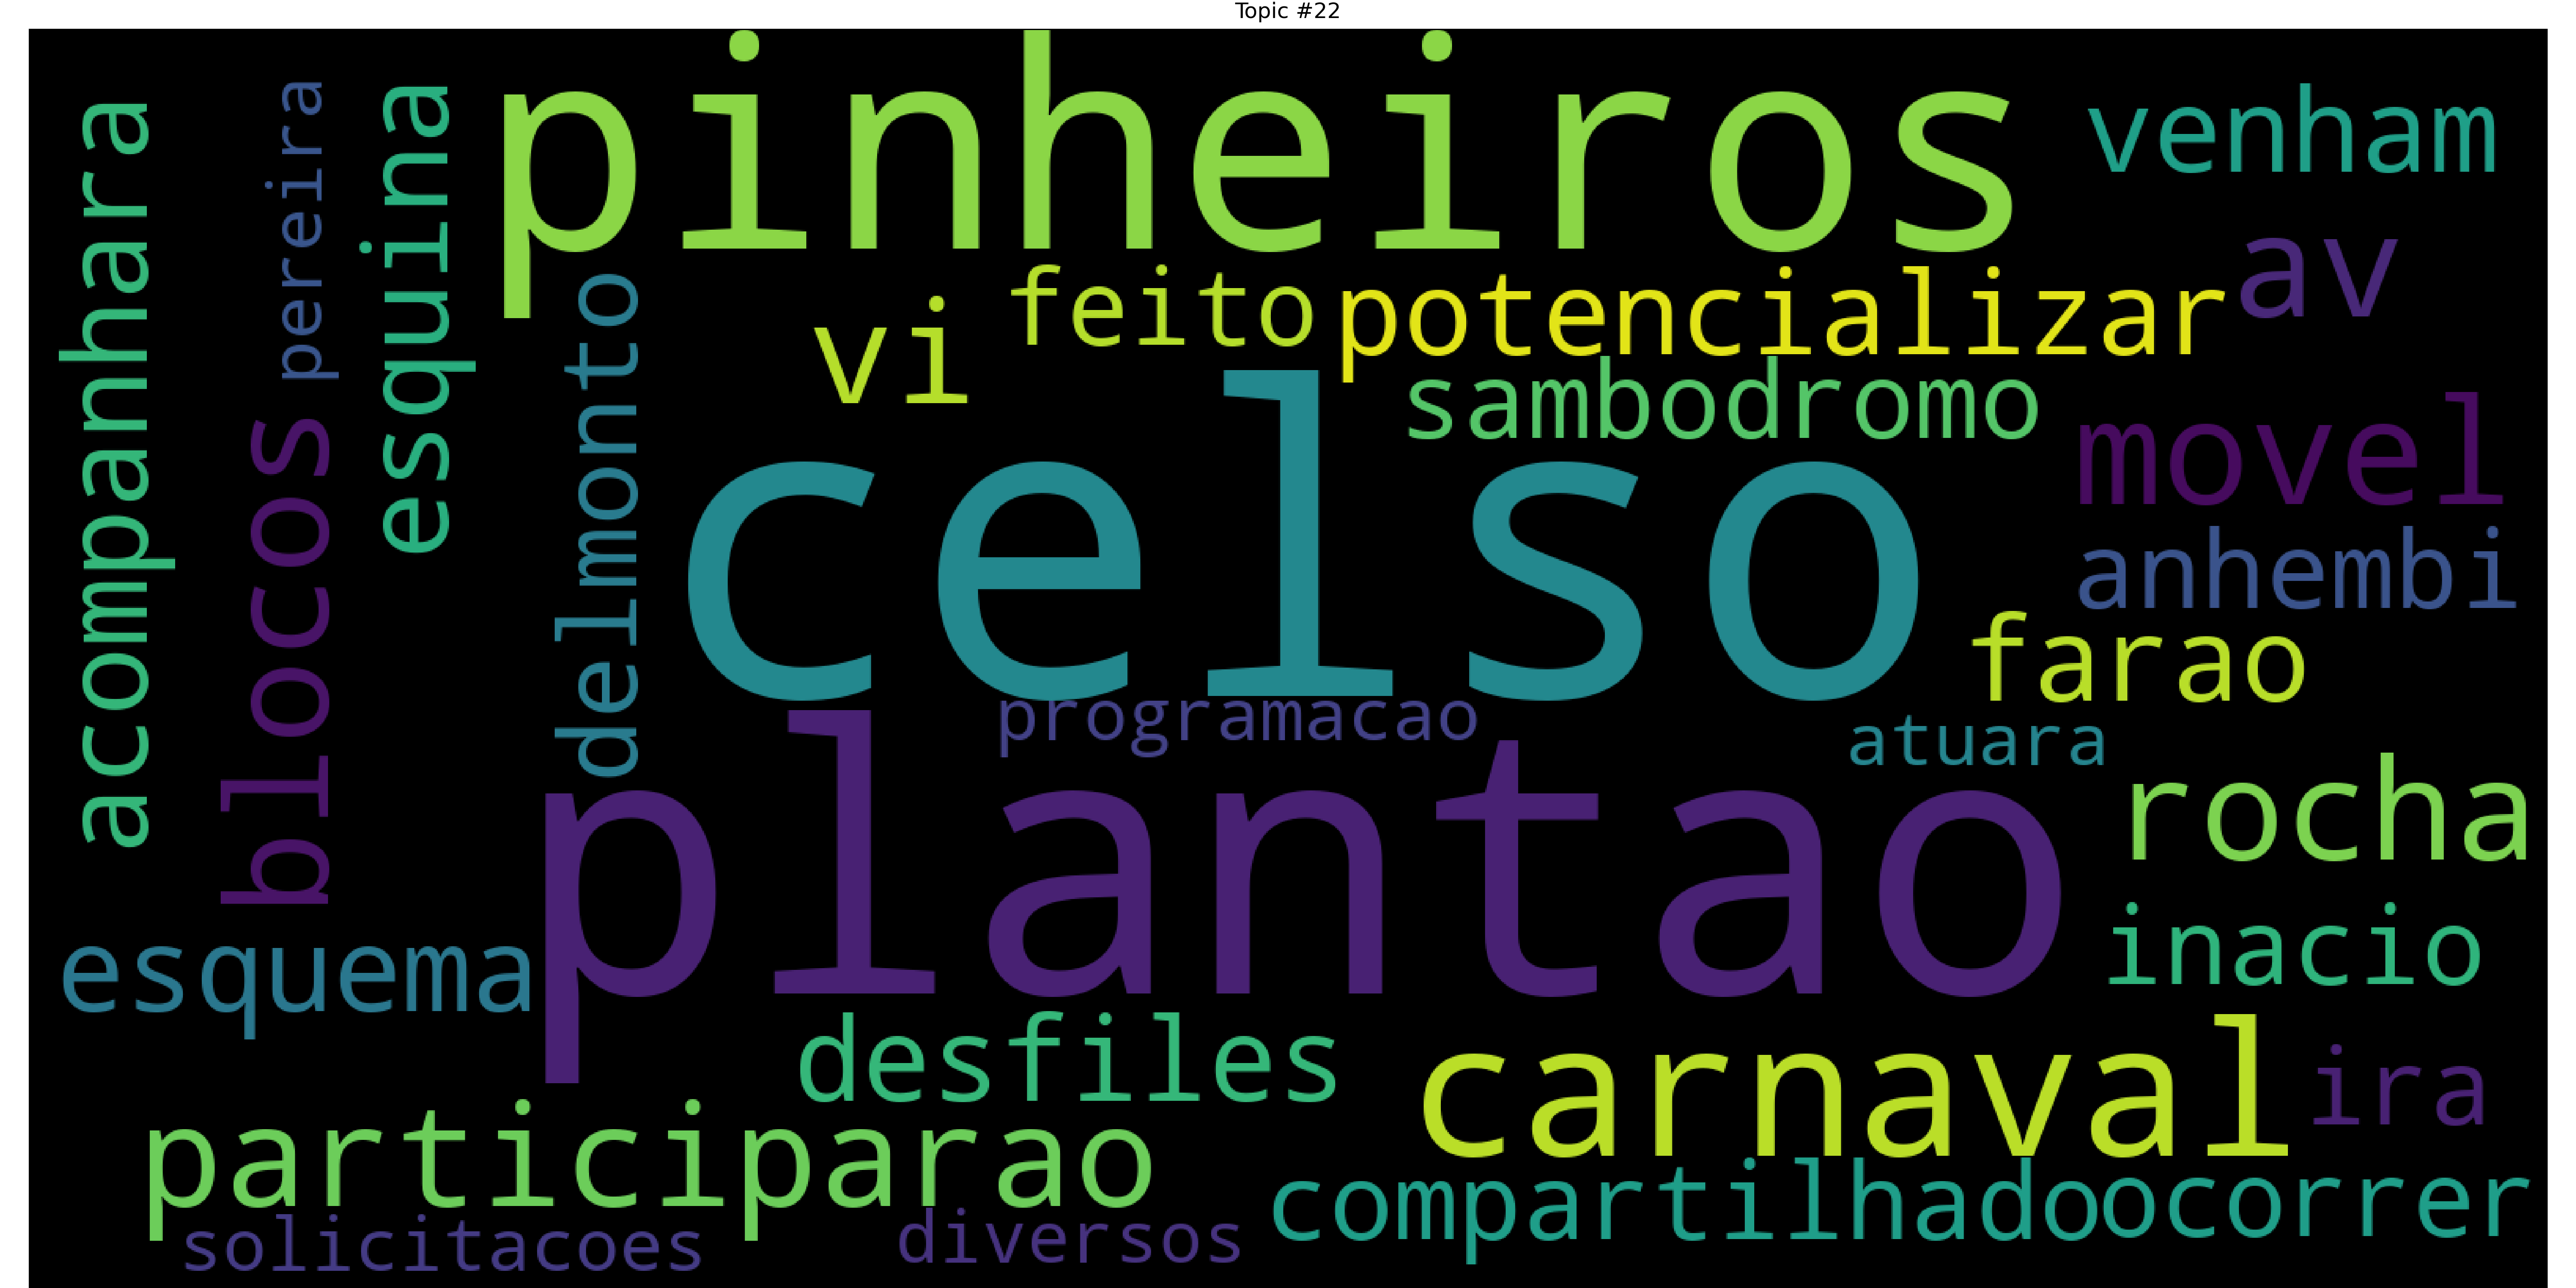 Topic #22
pinheiros
venham
acompanhara
pereira
esquina
av
vi
feito
potencializar
delmonto
sambodromo
movel
blocos
celso
anhembi
farao
programacao
atuara
plantao
rocha
esquema
inacio
desfiles
carnaval
ira
participarao
compartilhado
ocorrer
solicitacoes
diversos